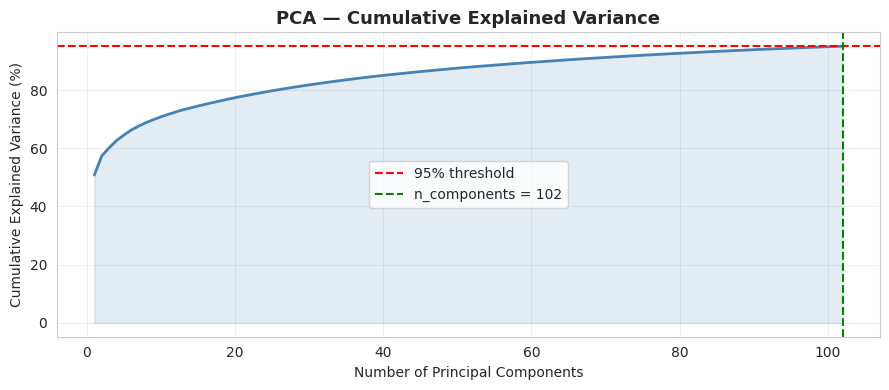 PCA — Cumulative Explained Variance
Cumulative Explained Variance (%)
80
60
40
20
0
95% threshold
n_components = 102
0 20 40 60 80 100
Number of Principal Components